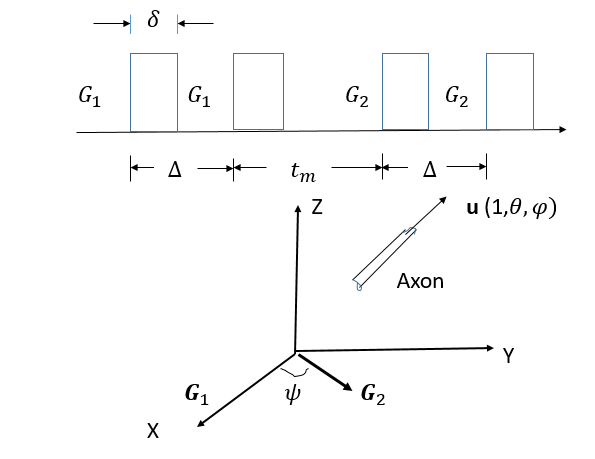 δ
G₁ G₁ G₂ G₂
Δ tₘ Δ
Z
u (1,θ, φ)
Axon
Y
G₁ ψ G₂
X